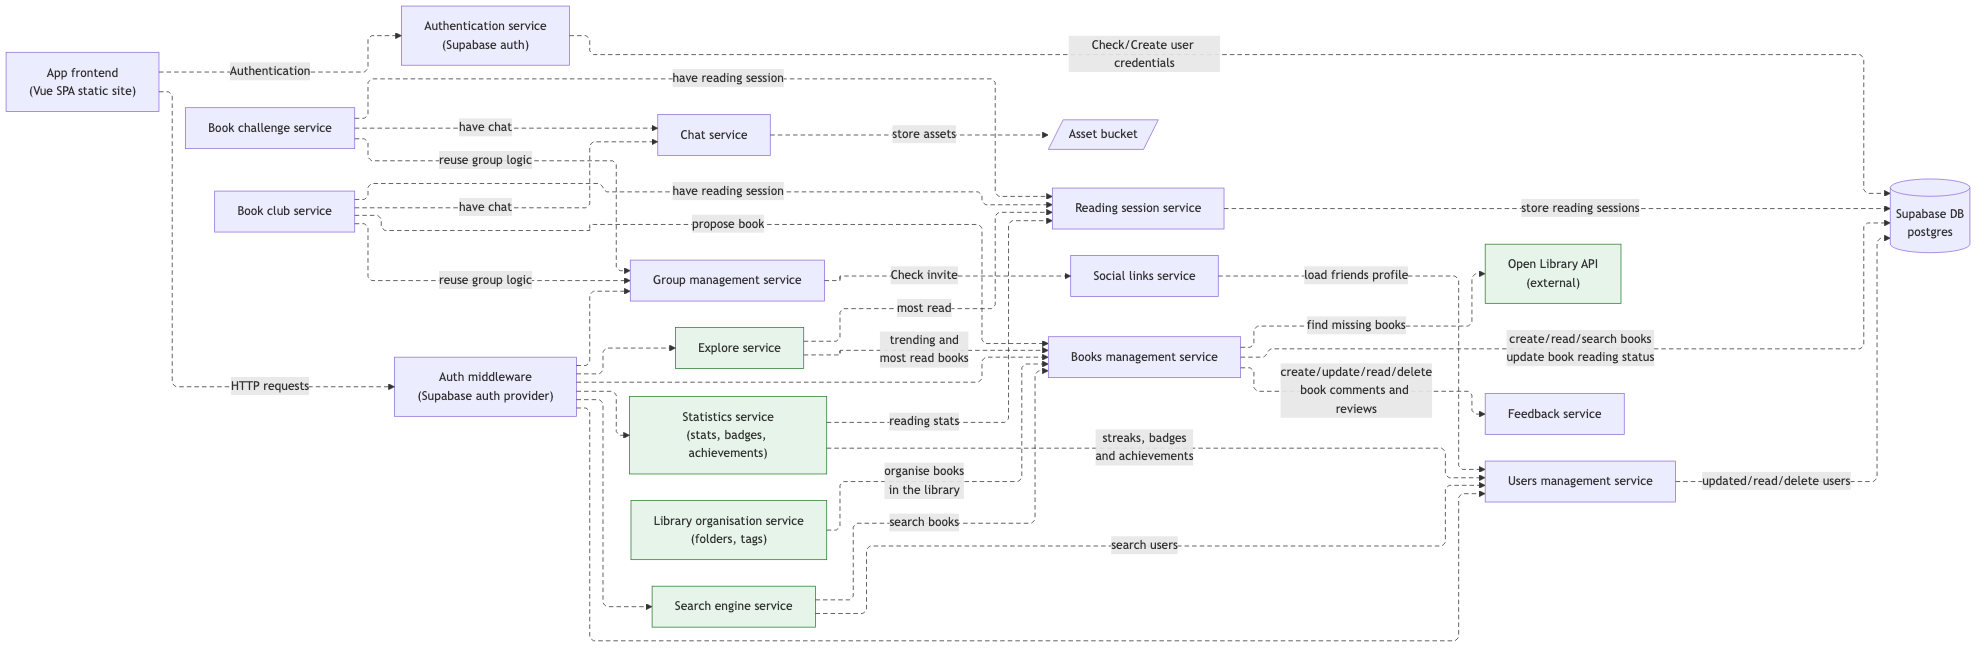 Authentication service
(Supabase auth)
Check/Create user
credentials
App frontend
(Vue SPA static site)
Authentication
have reading session
Book challenge service
have chat
Chat service
store assets
Asset bucket
reuse group logic
Book club service
have reading session
have chat
Reading session service
store reading sessions
Supabase DB
postgres
propose book
reuse group logic
Group management service
Check invite
Social links service
load friends profile
Open Library API
(external)
most read
Explore service
trending and
most read books
Books management service
find missing books
create/read/search books
update book reading status
Auth middleware
(Supabase auth provider)
HTTP requests
create/update/read/delete
book comments and
reviews
Feedback service
Statistics service
(stats, badges,
achievements)
reading stats
streaks, badges
and achievements
organise books
in the library
Users management service
updated/read/delete users
Library organisation service
(folders, tags)
search books
search users
Search engine service